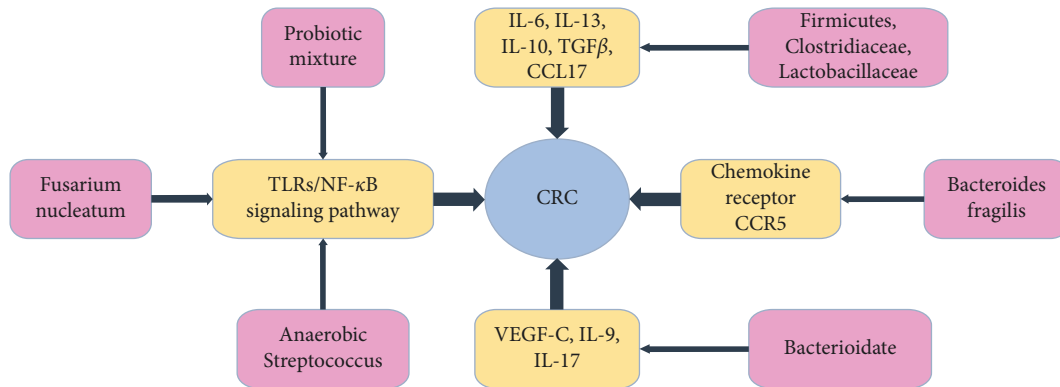 Probiotic
mixture
IL-6, IL-13,
IL-10, TGFβ,
CCL17
Firmicutes,
Clostridiaceae,
Lactobacillaceae
Fusarium
nucleatum
TLRs/NF-κB
signaling pathway
CRC
Chemokine
receptor
CCR5
Bacteroides
fragilis
Anaerobic
Streptococcus
VEGF-C, IL-9,
IL-17
Bacterioidate